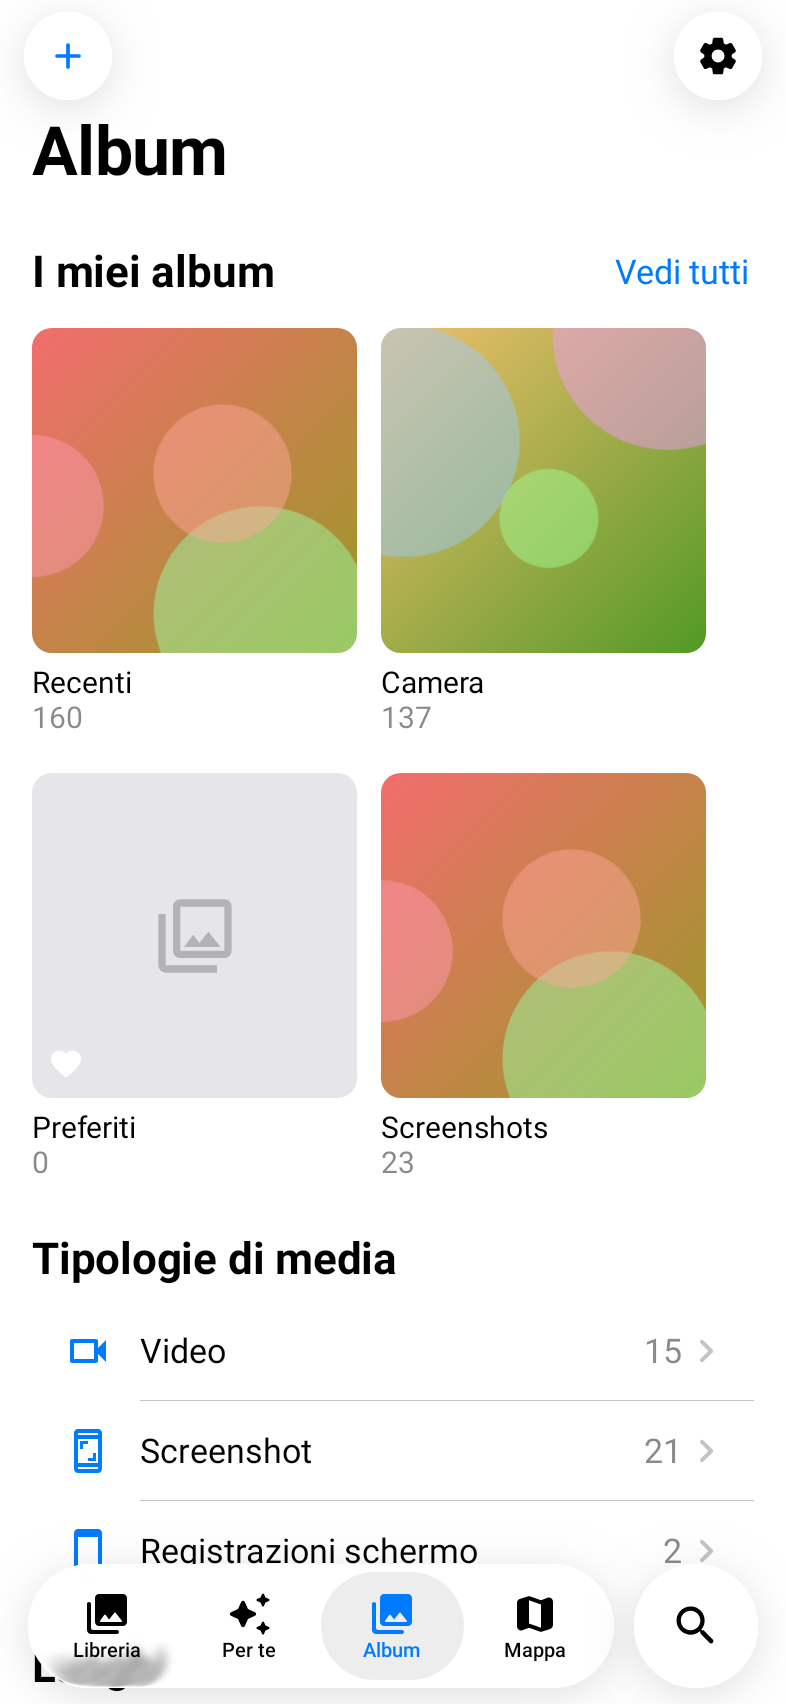 Album
I miei album
Vedi tutti
Recenti
160
Camera
137
Preferiti
0
Screenshots
23
Tipologie di media
Video
15
Screenshot
21
Registrazioni schermo
2
Libreria
Per te
Album
Mappa